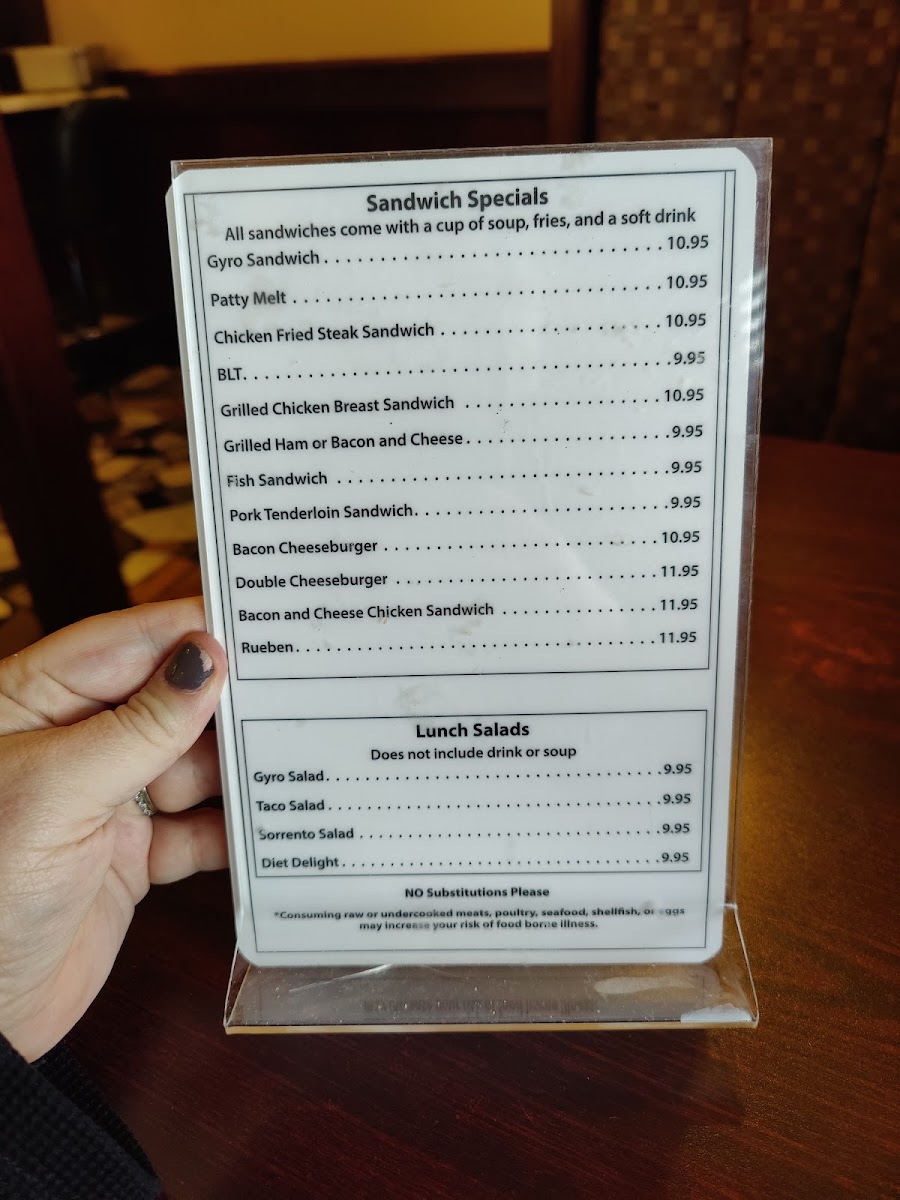 Sandwich Specials
All sandwiches come with a cup of soup, fries, and a soft drink
Gyro Sandwich . . . . . . . . . . . . . . . . . . . . . . . . . . . . . . . . . . 10.95
Patty Melt . . . . . . . . . . . . . . . . . . . . . . . . . . . . . . . . . . . . . 10.95
Chicken Fried Steak Sandwich . . . . . . . . . . . . . . . . . . . . . . 10.95
BLT. . . . . . . . . . . . . . . . . . . . . . . . . . . . . . . . . . . . . . . . . . .9.95
Grilled Chicken Breast Sandwich . . . . . . . . . . . . . . . . . . . . 10.95
Grilled Ham or Bacon and Cheese. . . . . . . . . . . . . . . . . . . .9.95
Fish Sandwich . . . . . . . . . . . . . . . . . . . . . . . . . . . . . . . . . .9.95
Pork Tenderloin Sandwich. . . . . . . . . . . . . . . . . . . . . . . . . .9.95
Bacon Cheeseburger . . . . . . . . . . . . . . . . . . . . . . . . . . . . 10.95
Double Cheeseburger . . . . . . . . . . . . . . . . . . . . . . . . . . . 11.95
Bacon and Cheese Chicken Sandwich . . . . . . . . . . . . . . . . 11.95
Rueben. . . . . . . . . . . . . . . . . . . . . . . . . . . . . . . . . . . . . . 11.95
Lunch Salads
Does not include drink or soup
Gyro Salad. . . . . . . . . . . . . . . . . . . . . . . . . . . . . . . . . . . . .9.95
Taco Salad . . . . . . . . . . . . . . . . . . . . . . . . . . . . . . . . . . . . .9.95
Sorrento Salad . . . . . . . . . . . . . . . . . . . . . . . . . . . . . . . . .9.95
Diet Delight . . . . . . . . . . . . . . . . . . . . . . . . . . . . . . . . . . .9.95
NO Substitutions Please
*Consuming raw or undercooked meats, poultry, seafood, shellfish, or eggs
may increase your risk of food borne illness.